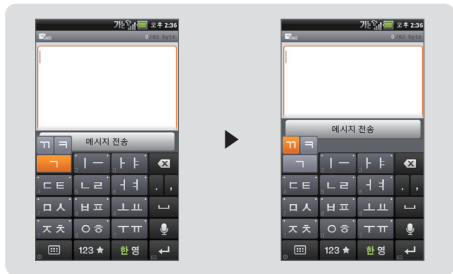 오후 2:36
메시지 전송
ㄲ ㅋ
ㄱ ㅣ ㅡ ㅏ ㅑ
ㄷ ㅌ ㄴ ㄹ ㅓ ㅕ . ,
ㅁ ㅅ ㅂ ㅍ ㅗ ㅛ
ㅈ ㅊ ㅇ ㅎ ㅜ ㅠ
123 ★ 한 영
오후 2:36
메시지 전송
ㄲ ㅋ
ㄱ ㅣ ㅡ ㅏ ㅑ
ㄷ ㅌ ㄴ ㄹ ㅓ ㅕ . ,
ㅁ ㅅ ㅂ ㅍ ㅗ ㅛ
ㅈ ㅊ ㅇ ㅎ ㅜ ㅠ
123 ★ 한 영